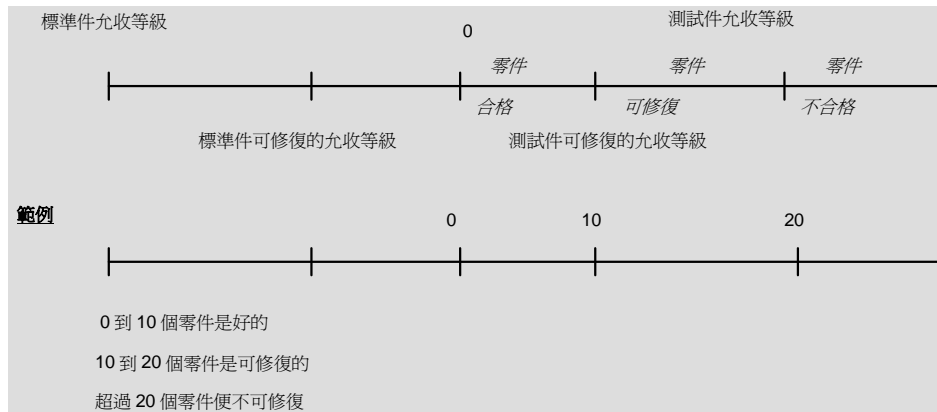 標準件允收等級
測試件允收等級
0
零件 零件 零件
合格 可修復 不合格
標準件可修復的允收等級 測試件可修復的允收等級
範例
0 10 20
0 到 10 個零件是好的
10 到 20 個零件是可修復的
超過 20 個零件便不可修復